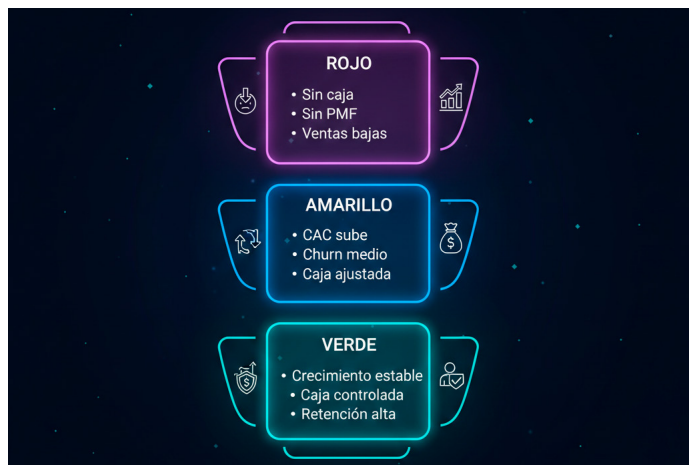 ROJO
• Sin caja
• Sin PMF
• Ventas bajas
AMARILLO
• CAC sube
• Churn medio
• Caja ajustada
$
VERDE
• Crecimiento estable
• Caja controlada
• Retención alta
$